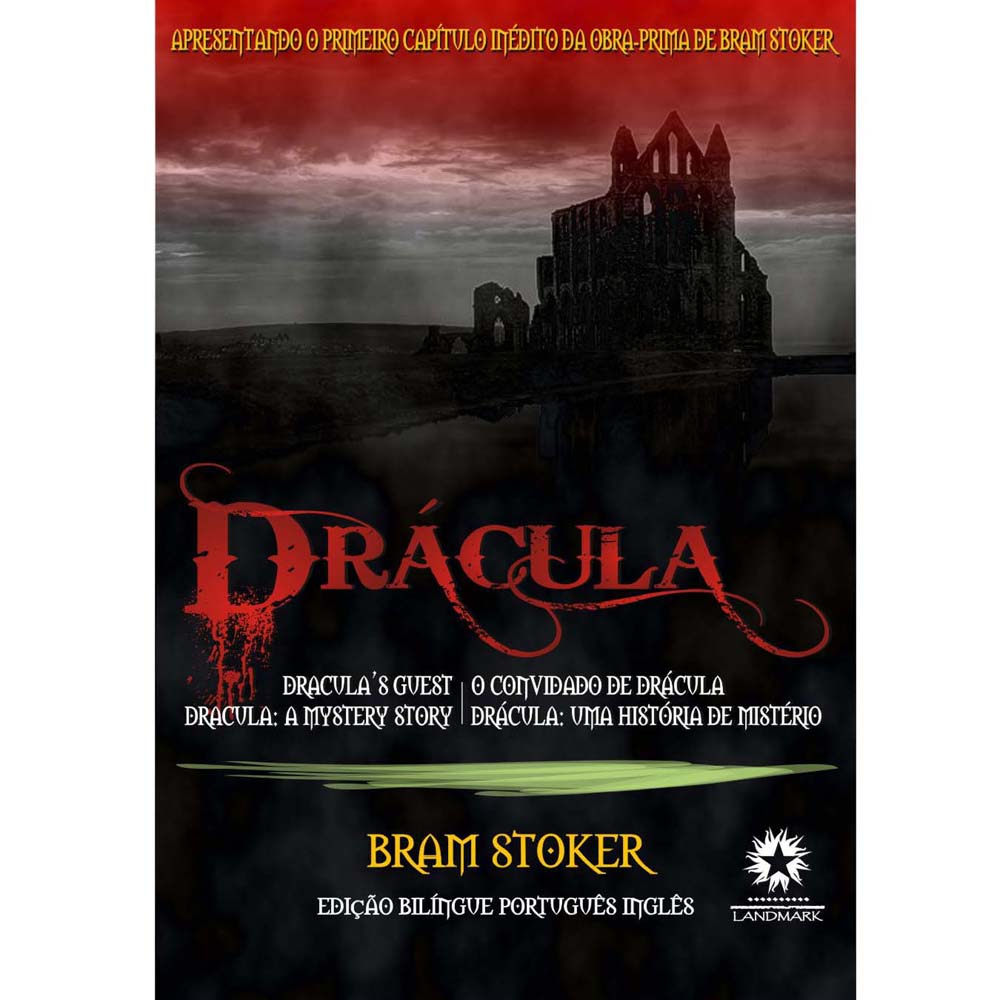 APRESENTANDO O PRIMEIRO CAPÍTULO INÉDITO DA OBRA-PRIMA DE BRAM STOKER
DRÁCULA
DRACULA'S GUEST | O CONVIDADO DE DRÁCULA
DRACULA: A MYSTERY STORY | DRÁCULA: UMA HISTÓRIA DE MISTÉRIO
BRAM STOKER
EDIÇÃO BILÍNGUE PORTUGUÊS INGLÊS
LANDMARK